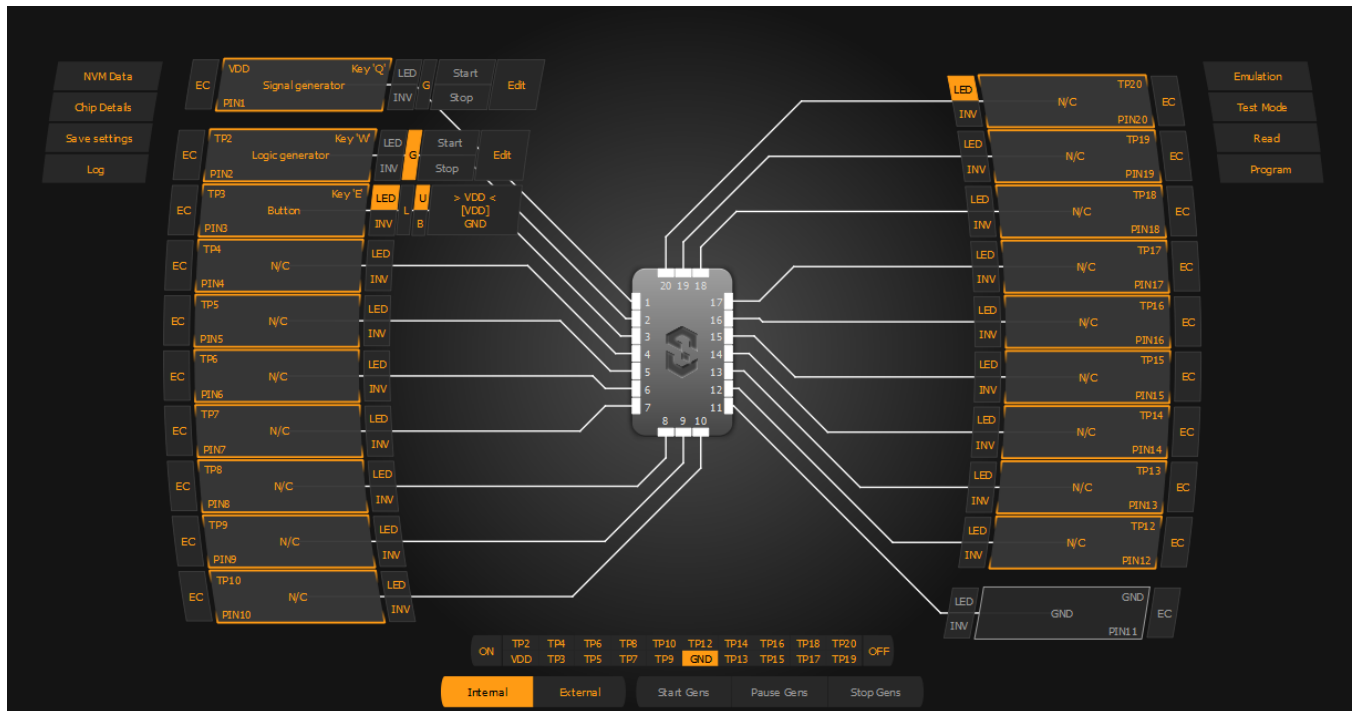 NVM Data
Chip Details
Save settings
Log
EC
VDD
Key 'Q'
Signal generator
PIN1
LED
INV
G
Start
Stop
Edit
EC
TP2
Key 'W'
Logic generator
PIN2
LED
INV
G
Start
Stop
Edit
EC
TP3
Key 'E'
Button
PIN3
LED
INV
L
U
B
> VDD <
[VDD]
GND
EC
TP4
N/C
PIN4
LED
INV
EC
TP5
N/C
PIN5
LED
INV
EC
TP6
N/C
PIN6
LED
INV
EC
TP7
N/C
PIN7
LED
INV
EC
TP8
N/C
PIN8
LED
INV
EC
TP9
N/C
PIN9
LED
INV
EC
TP10
N/C
PIN10
LED
INV
20 19 18
1 17
2 16
3 15
4 14
5 13
6 12
7 11
8 9 10
LED
INV
TP20
N/C
PIN20
EC
LED
INV
TP19
N/C
PIN19
EC
LED
INV
TP18
N/C
PIN18
EC
LED
INV
TP17
N/C
PIN17
EC
LED
INV
TP16
N/C
PIN16
EC
LED
INV
TP15
N/C
PIN15
EC
LED
INV
TP14
N/C
PIN14
EC
LED
INV
TP13
N/C
PIN13
EC
LED
INV
TP12
N/C
PIN12
EC
LED
INV
GND
GND
PIN11
EC
Emulation
Test Mode
Read
Program
ON
TP2 TP4 TP6 TP8 TP10 TP12 TP14 TP16 TP18 TP20
VDD TP3 TP5 TP7 TP9 GND TP13 TP15 TP17 TP19
OFF
Internal
External
Start Gens
Pause Gens
Stop Gens